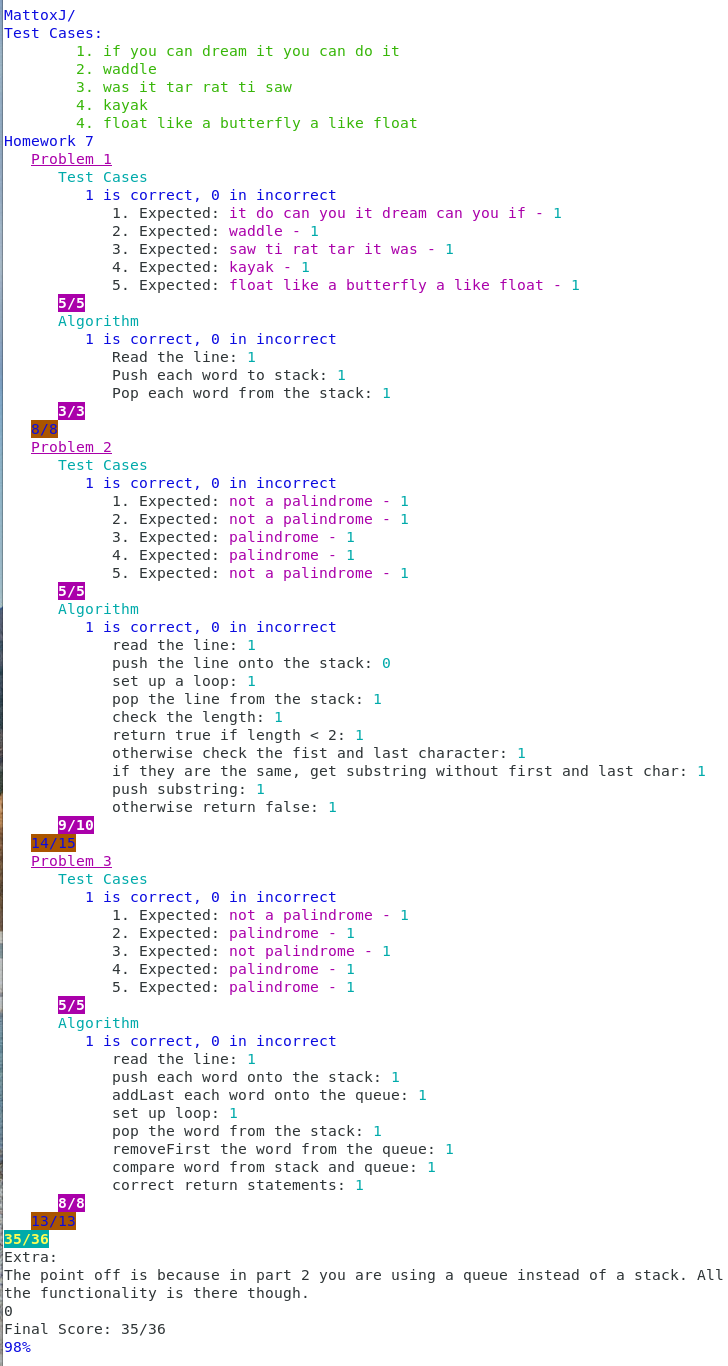 MattoxJ/
Test Cases:
1. if you can dream it you can do it
2. waddle
3. was it tar rat ti saw
4. kayak
4. float like a butterfly a like float
Homework 7
Problem 1
Test Cases
1 is correct, 0 in incorrect
1. Expected: it do can you it dream can you if - 1
2. Expected: waddle - 1
3. Expected: saw ti rat tar it was - 1
4. Expected: kayak - 1
5. Expected: float like a butterfly a like float - 1
5/5
Algorithm
1 is correct, 0 in incorrect
Read the line: 1
Push each word to stack: 1
Pop each word from the stack: 1
3/3
8/8
Problem 2
Test Cases
1 is correct, 0 in incorrect
1. Expected: not a palindrome - 1
2. Expected: not a palindrome - 1
3. Expected: palindrome - 1
4. Expected: palindrome - 1
5. Expected: not a palindrome - 1
5/5
Algorithm
1 is correct, 0 in incorrect
read the line: 1
push the line onto the stack: 0
set up a loop: 1
pop the line from the stack: 1
check the length: 1
return true if length < 2: 1
otherwise check the fist and last character: 1
if they are the same, get substring without first and last char: 1
push substring: 1
otherwise return false: 1
9/10
14/15
Problem 3
Test Cases
1 is correct, 0 in incorrect
1. Expected: not a palindrome - 1
2. Expected: palindrome - 1
3. Expected: not palindrome - 1
4. Expected: palindrome - 1
5. Expected: palindrome - 1
5/5
Algorithm
1 is correct, 0 in incorrect
read the line: 1
push each word onto the stack: 1
addLast each word onto the queue: 1
set up loop: 1
pop the word from the stack: 1
removeFirst the word from the queue: 1
compare word from stack and queue: 1
correct return statements: 1
8/8
13/13
35/36
Extra:
The point off is because in part 2 you are using a queue instead of a stack. All
the functionality is there though.
0
Final Score: 35/36
98%